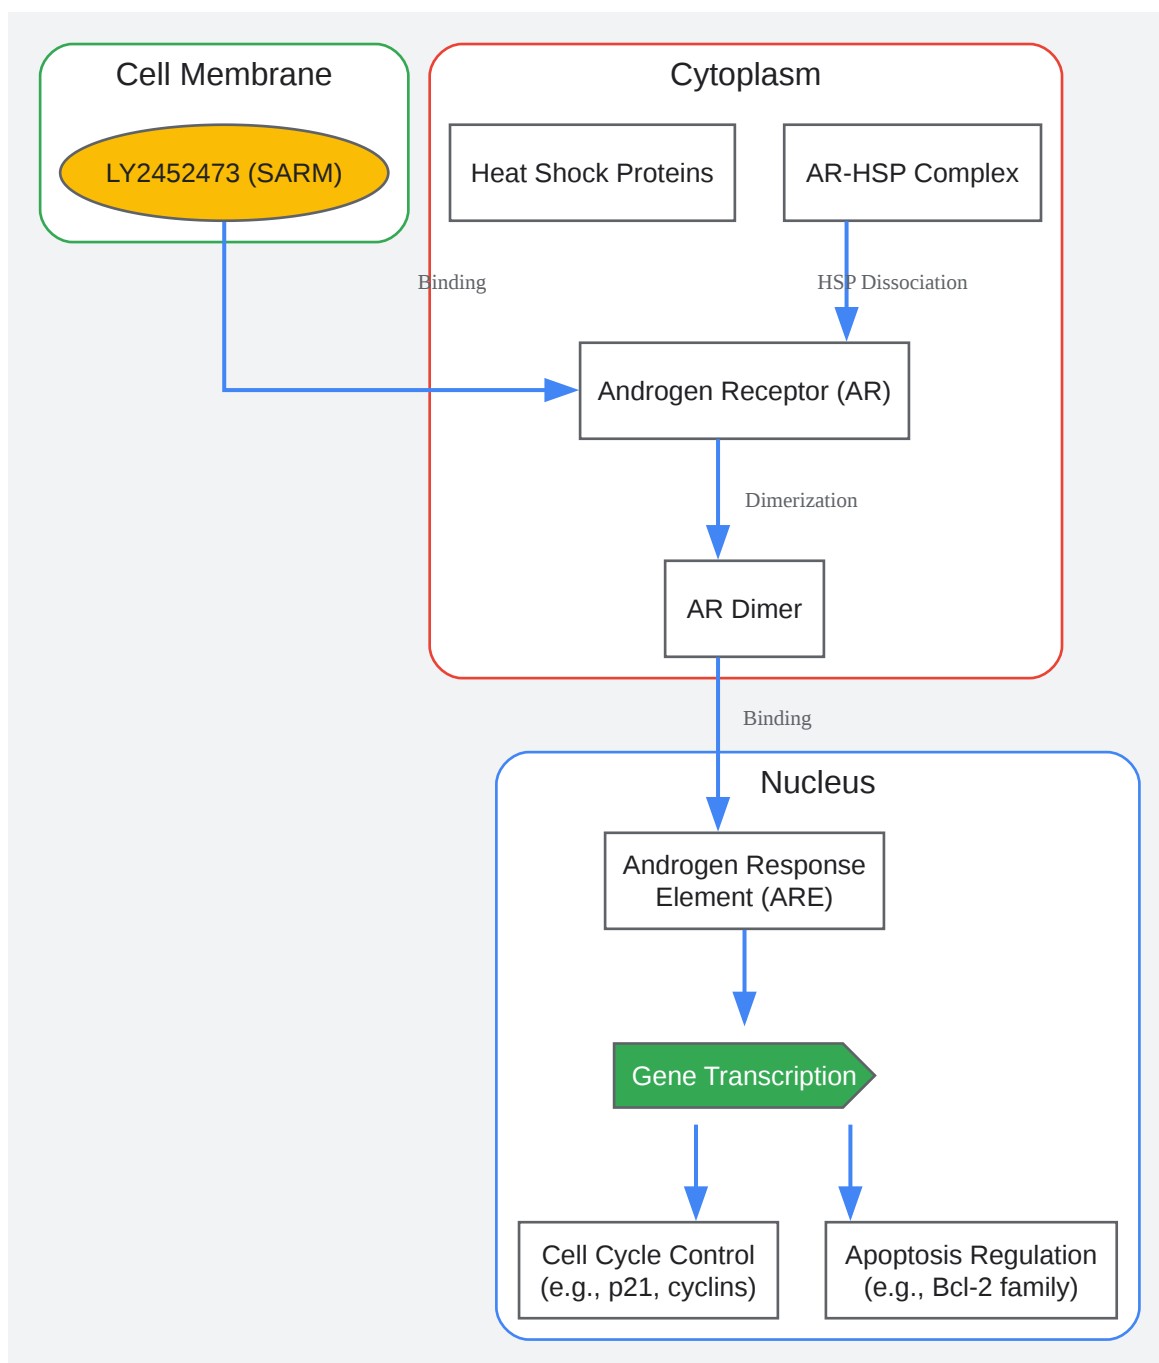 Cell Membrane
LY2452473 (SARM)
Cytoplasm
Heat Shock Proteins
AR-HSP Complex
Binding
HSP Dissociation
Androgen Receptor (AR)
Dimerization
AR Dimer
Binding
Nucleus
Androgen Response
Element (ARE)
Gene Transcription
Cell Cycle Control
(e.g., p21, cyclins)
Apoptosis Regulation
(e.g., Bcl-2 family)